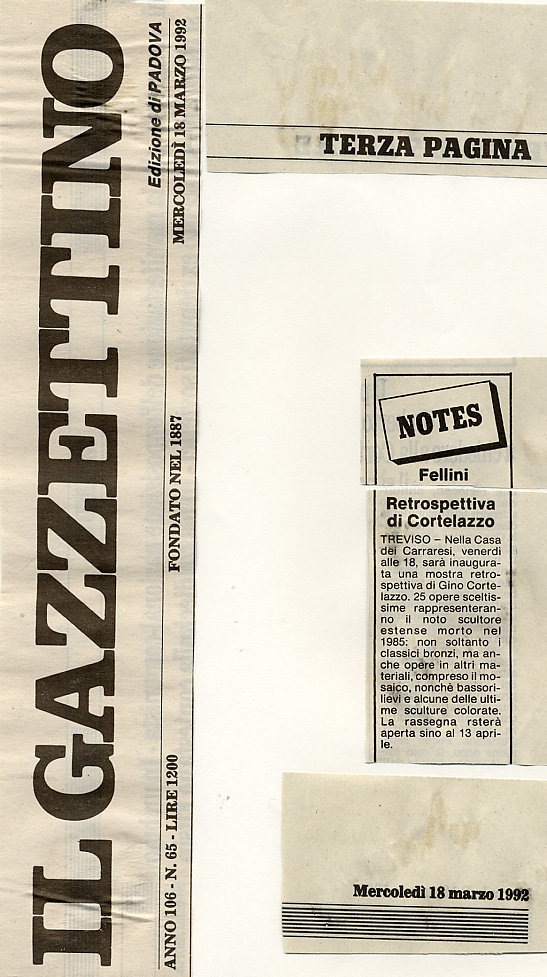 IL GAZZETTINO
Edizione di PADOVA
ANNO 106 - N. 65 - LIRE 1200
FONDATO NEL 1887
MERCOLEDÌ 18 MARZO 1992
TERZA PAGINA
NOTES
Fellini
Retrospettiva
di Cortelazzo
TREVISO – Nella Casa
dei Carraresi, venerdì
alle 18, sarà inaugura-
ta una mostra retro-
spettiva di Gino Corte-
lazzo. 25 opere sceltis-
sime rappresenteran-
no il noto scultore
estense morto nel
1985: non soltanto i
classici bronzi, ma an-
che opere in altri ma-
teriali, compreso il mo-
saico, nonchè bassori-
lievi e alcune delle ulti-
me sculture colorate.
La rassegna rsterà
aperta sino al 13 apri-
le.
Mercoledì 18 marzo 1992